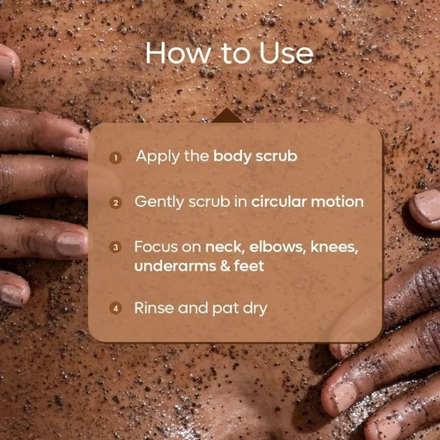 How to Use
1 Apply the body scrub
2 Gently scrub in circular motion
3 Focus on neck, elbows, knees,
underarms & feet
4 Rinse and pat dry